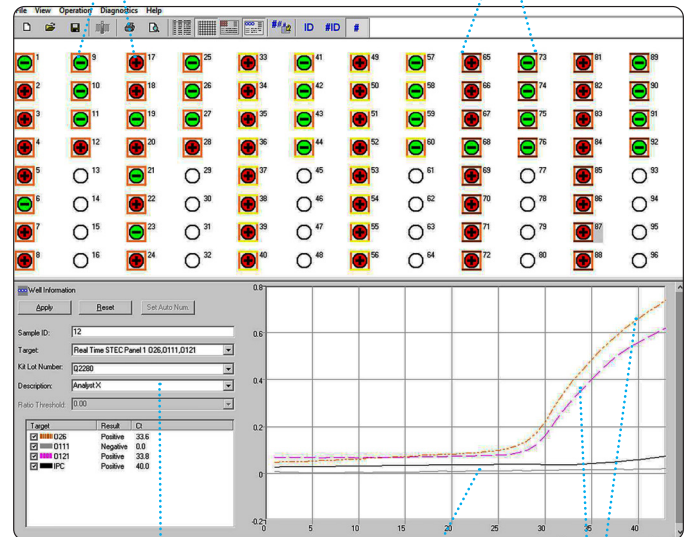 File View Operation Diagnostics Help
ID #ID #
1 9 17 25 33 41 49 57 65 73 81 89
2 10 18 26 34 42 50 58 66 74 82 90
3 11 19 27 35 43 51 59 67 75 83 91
4 12 20 28 36 44 52 60 68 76 84 92
5 13 21 29 37 45 53 61 69 77 85 93
6 14 22 30 38 46 54 62 70 78 86 94
7 15 23 31 39 47 55 63 71 79 87 95
8 16 24 32 40 48 56 64 72 80 88 96
Well Information
Apply Reset Set Auto Num.
Sample ID: 12
Target: Real Time STEC Panel 1 O26,O111,O121
Kit Lot Number: Q2280
Description: Analyst X
Ratio Threshold: 0.00
Target Result Ct
O26 Positive 33.6
O111 Negative 0.0
O121 Positive 33.8
IPC Positive 40.0
0.8
0.6
0.4
0.2
0
-0.2
0 5 10 15 20 25 30 35 40